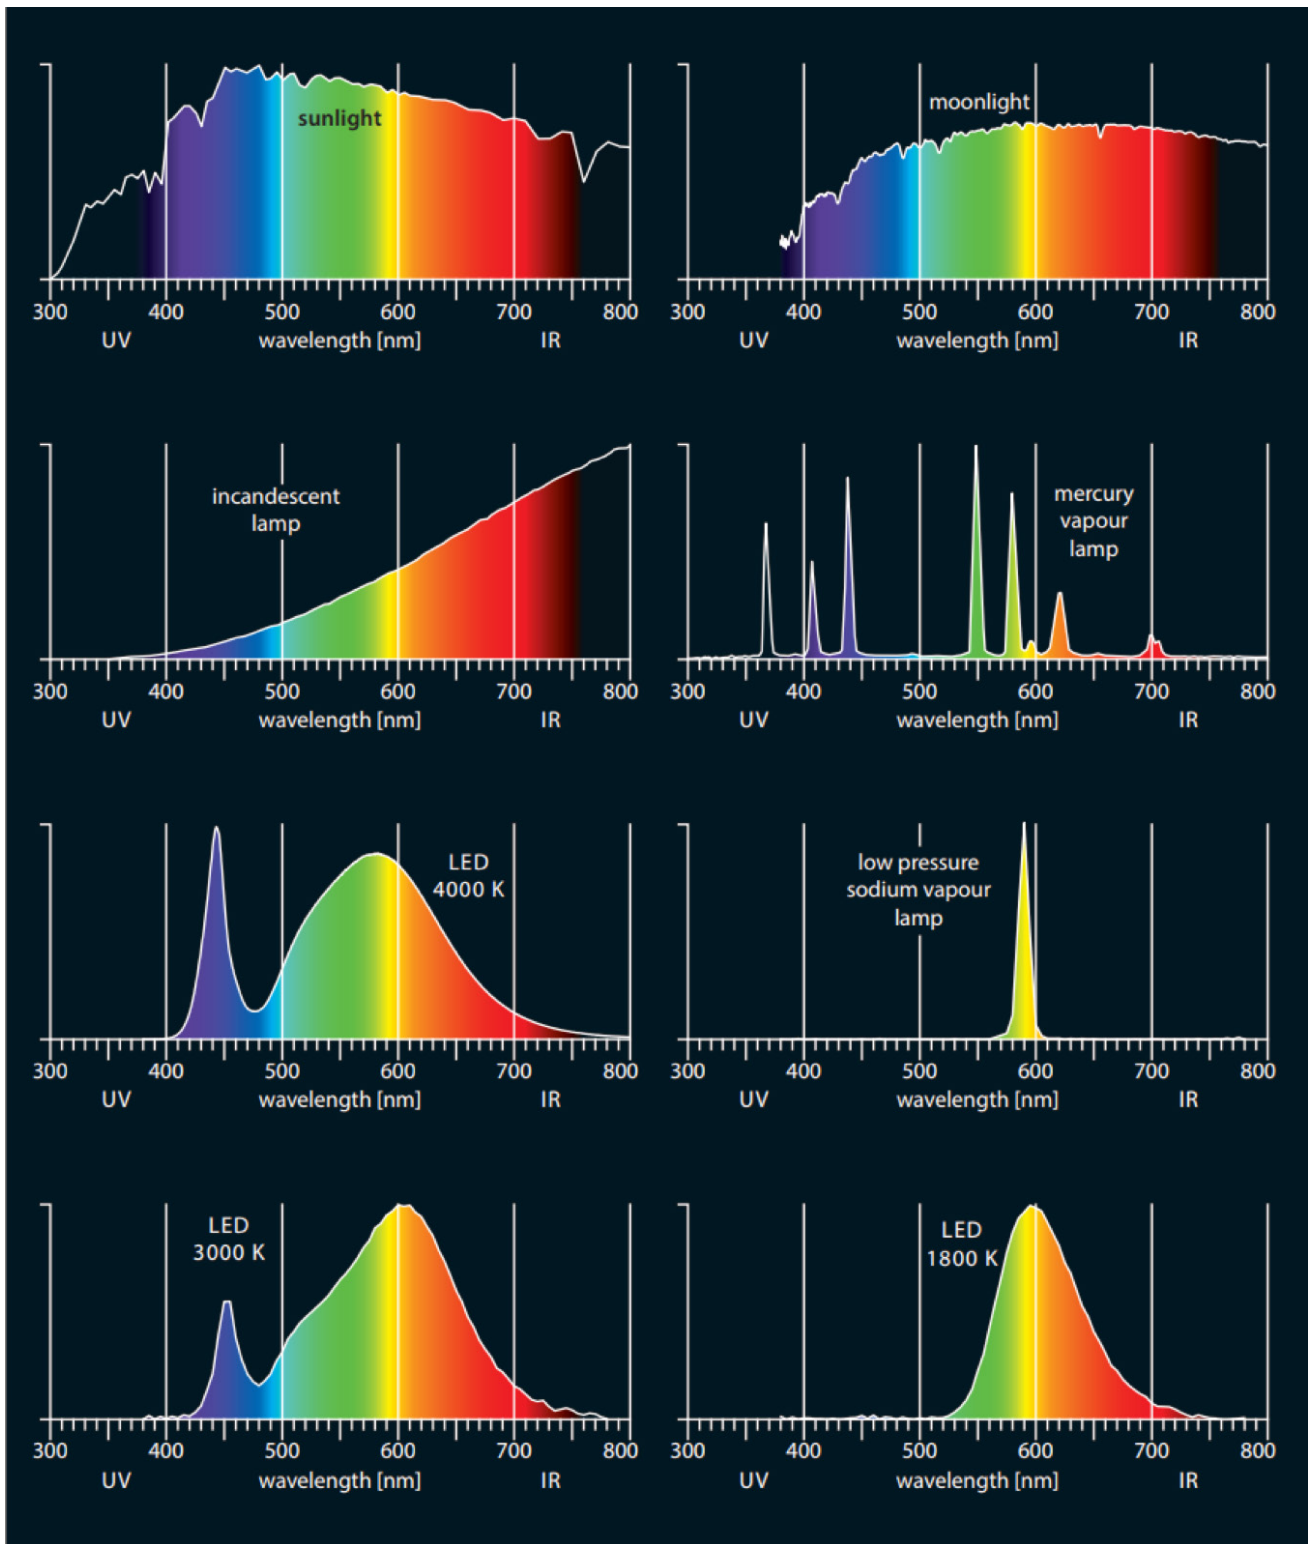 sunlight
300 400 500 600 700 800
UV wavelength [nm] IR
moonlight
300 400 500 600 700 800
UV wavelength [nm] IR
incandescent
lamp
300 400 500 600 700 800
UV wavelength [nm] IR
mercury
vapour
lamp
300 400 500 600 700 800
UV wavelength [nm] IR
LED
4000 K
300 400 500 600 700 800
UV wavelength [nm] IR
low pressure
sodium vapour
lamp
300 400 500 600 700 800
UV wavelength [nm] IR
LED
3000 K
300 400 500 600 700 800
UV wavelength [nm] IR
LED
1800 K
300 400 500 600 700 800
UV wavelength [nm] IR